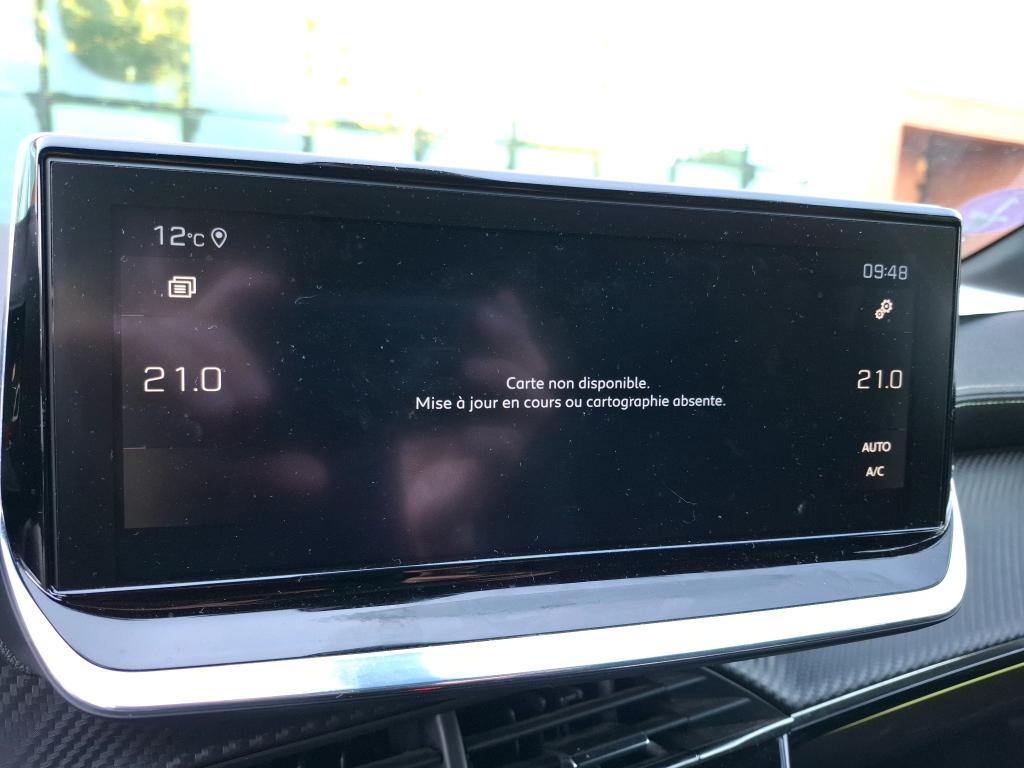 12°C
09:48
21.0
21.0
Carte non disponible.
Mise à jour en cours ou cartographie absente.
AUTO
A/C